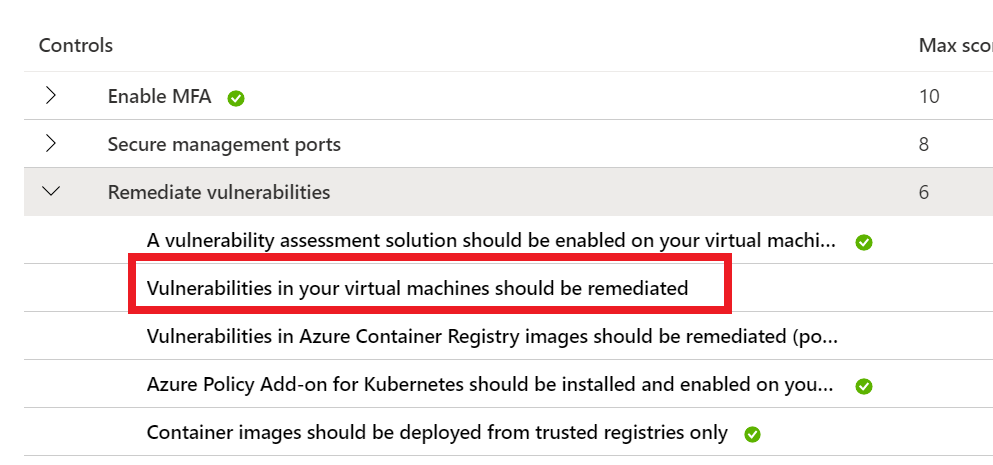 Controls Max sco
Enable MFA 10
Secure management ports 8
Remediate vulnerabilities 6
A vulnerability assessment solution should be enabled on your virtual machi...
Vulnerabilities in your virtual machines should be remediated
Vulnerabilities in Azure Container Registry images should be remediated (po...
Azure Policy Add-on for Kubernetes should be installed and enabled on you...
Container images should be deployed from trusted registries only